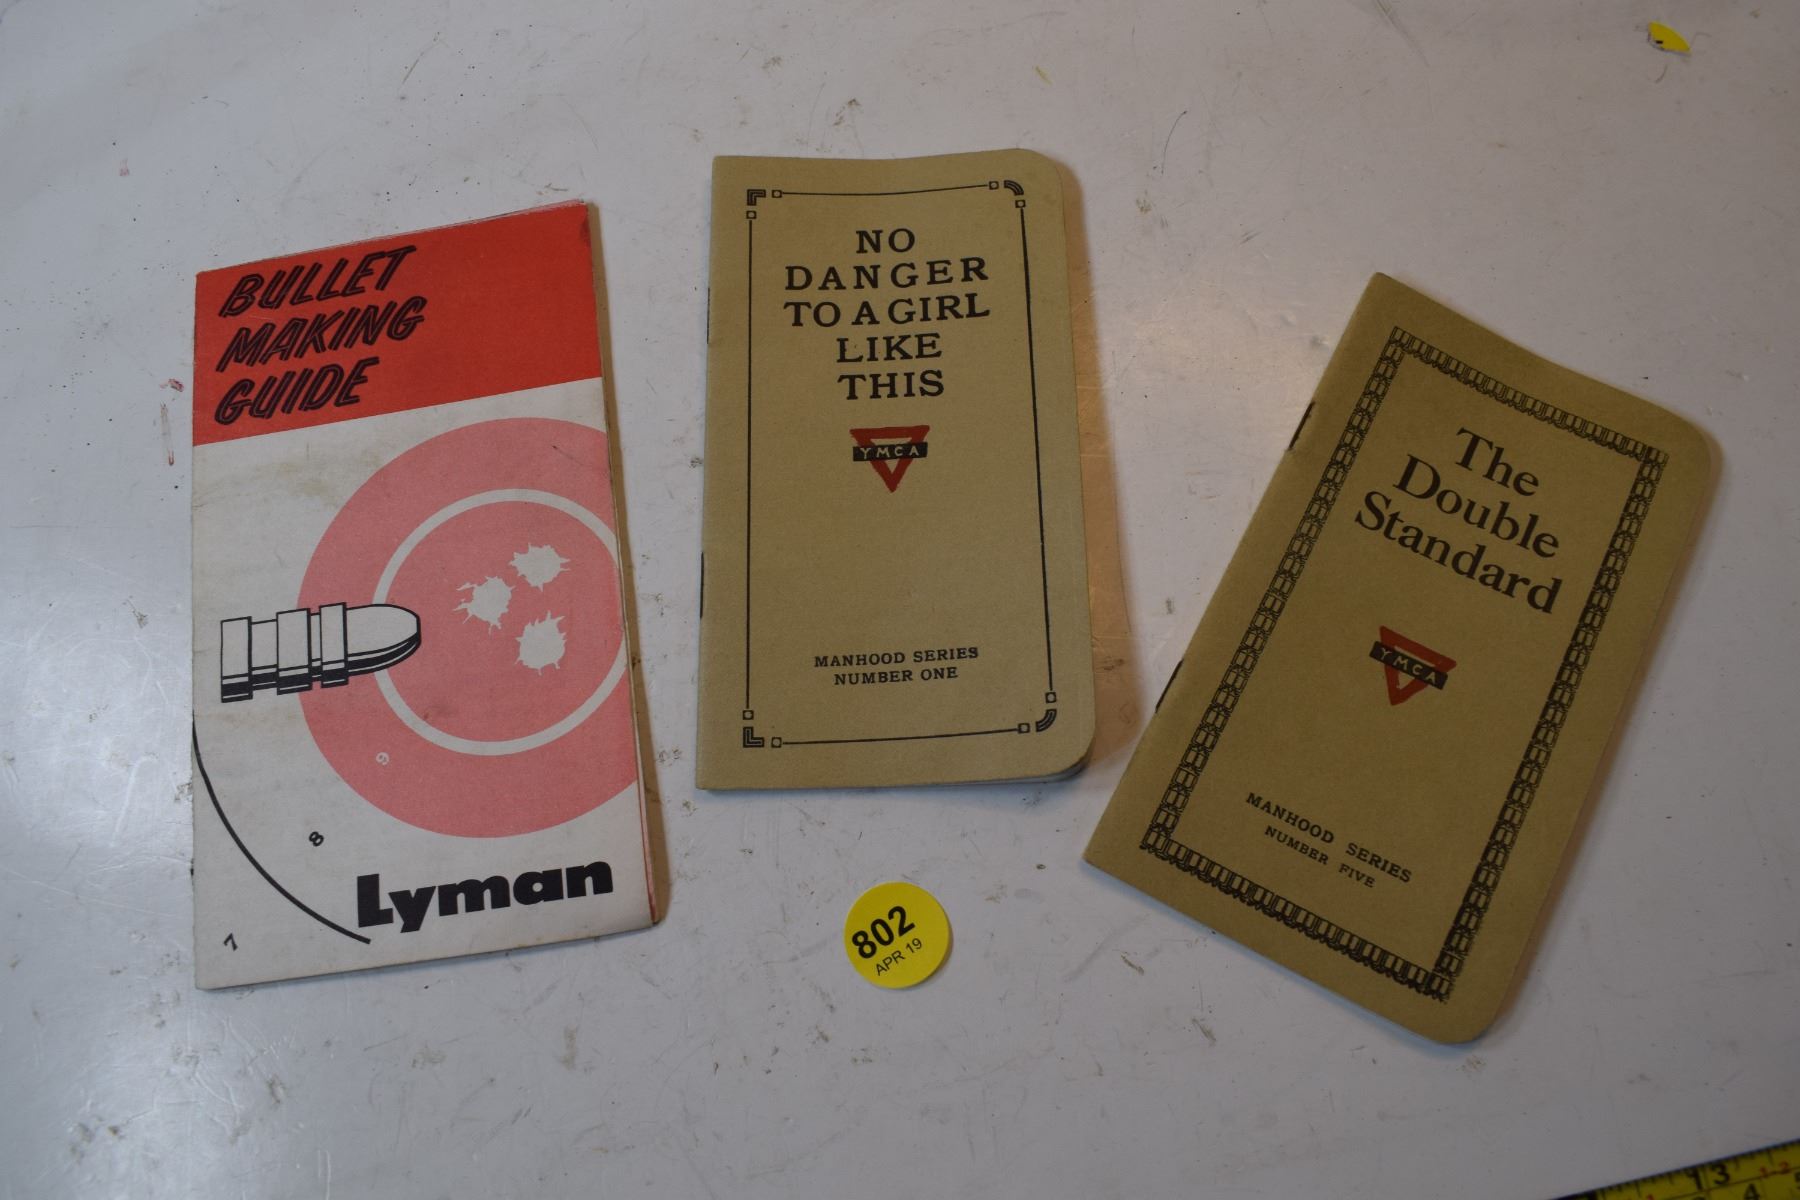 BULLET
MAKING
GUIDE
9
8
7
Lyman
NO
DANGER
TO A GIRL
LIKE
THIS
YMCA
MANHOOD SERIES
NUMBER ONE
The
Double
Standard
YMCA
MANHOOD SERIES
NUMBER FIVE
802
APR 19